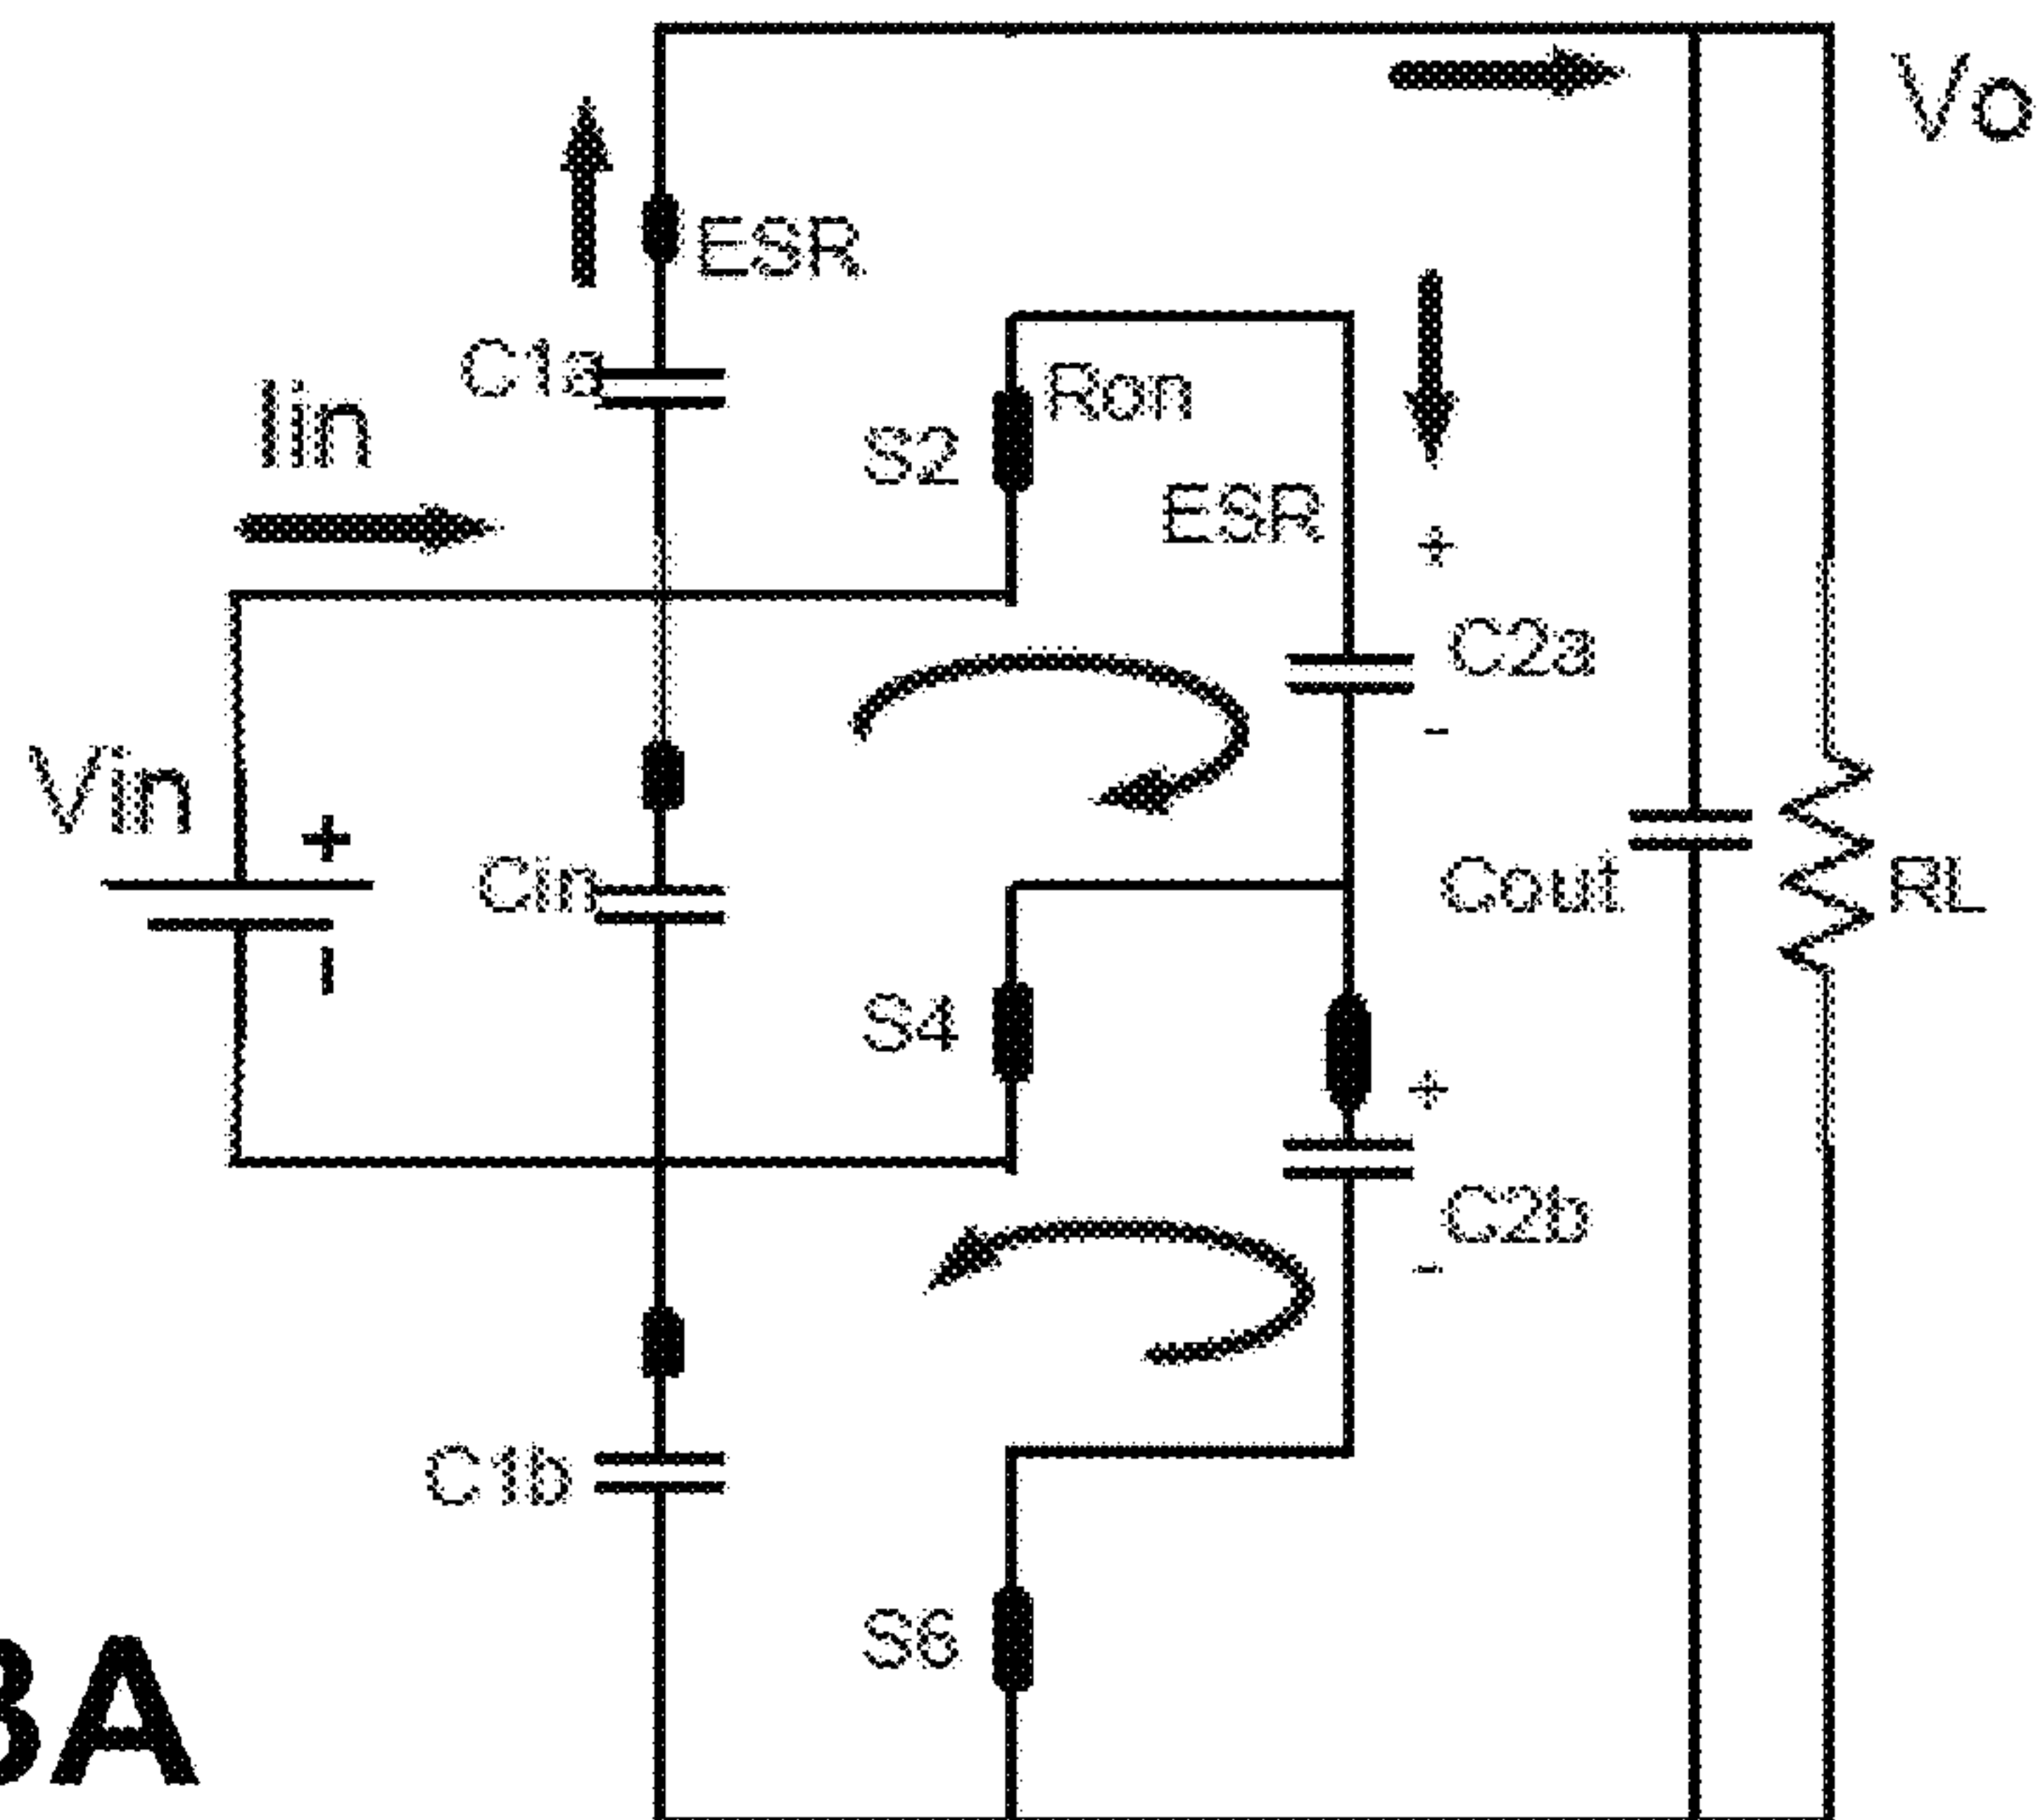 Vo
ESR
C1a
Ron
Iin
S2
ESR
+
C2a
-
Vin
+
Cin
Cout
RL
-
S4
+
C2b
-
C1b
S6
3A